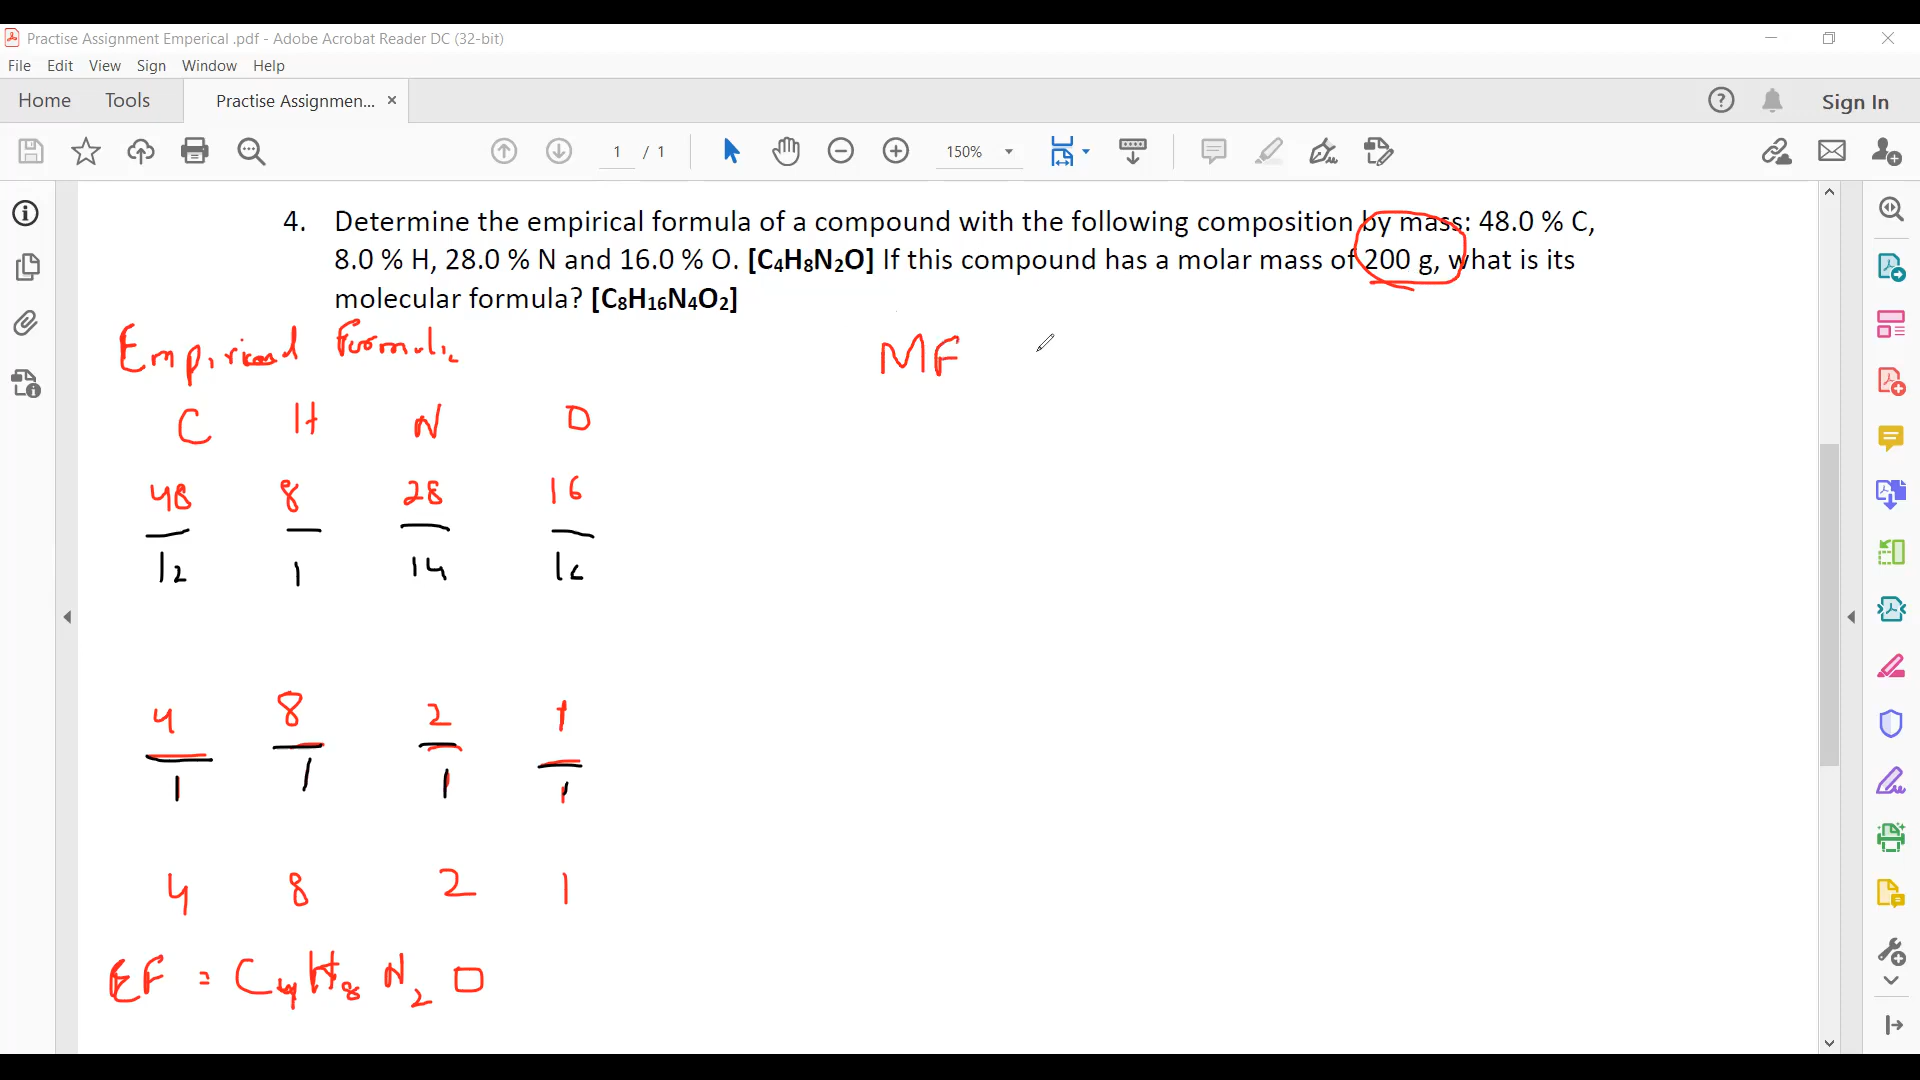 Practise Assignment Emperical .pdf - Adobe Acrobat Reader DC (32-bit)
File Edit View Sign Window Help
Home Tools Practise Assignmen... × Sign In
1 / 1 150%
4. Determine the empirical formula of a compound with the following composition by mass: 48.0 % C,
8.0 % H, 28.0 % N and 16.0 % O. [C₄H₈N₂O] If this compound has a molar mass of 200 g, what is its
molecular formula? [C₈H₁₆N₄O₂]
Empirical Formula
MF
C H N O
48 8 28 16
12 1 14 16
4 8 2 1
1 1 1 1
4 8 2 1
EF = C₄H₈N₂O